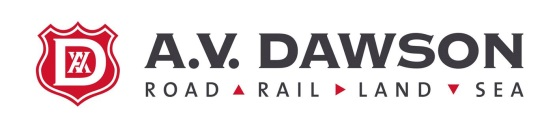 A.V. DAWSON
ROAD ▲ RAIL ► LAND ▼ SEA